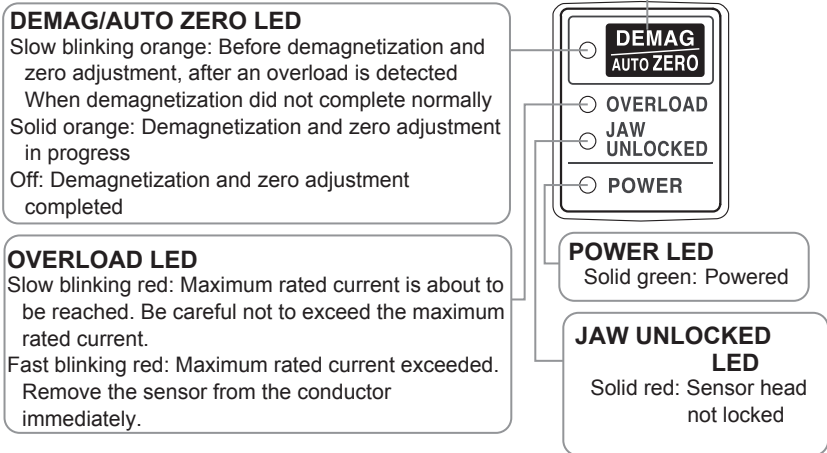 DEMAG/AUTO ZERO LED
Slow blinking orange: Before demagnetization and
zero adjustment, after an overload is detected
When demagnetization did not complete normally
Solid orange: Demagnetization and zero adjustment
in progress
Off: Demagnetization and zero adjustment
completed
OVERLOAD LED
Slow blinking red: Maximum rated current is about to
be reached. Be careful not to exceed the maximum
rated current.
Fast blinking red: Maximum rated current exceeded.
Remove the sensor from the conductor
immediately.
DEMAG
AUTO ZERO
OVERLOAD
JAW
UNLOCKED
POWER
POWER LED
Solid green: Powered
JAW UNLOCKED
LED
Solid red: Sensor head
not locked